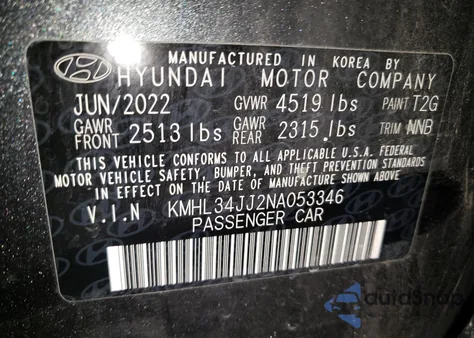 MANUFACTURED IN KOREA BY
HYUNDAI MOTOR COMPANY
JUN/2022 GVWR 4519 lbs PAINT T2G
GAWR FRONT 2513 lbs GAWR REAR 2315 lbs TRIM NNB
THIS VEHICLE CONFORMS TO ALL APPLICABLE U.S.A. FEDERAL
MOTOR VEHICLE SAFETY, BUMPER, AND THEFT PREVENTION STANDARDS
IN EFFECT ON THE DATE OF MANUFACTURE SHOWN ABOVE.
V.I.N KMHL34JJ2NA053346
PASSENGER CAR
autoSnap